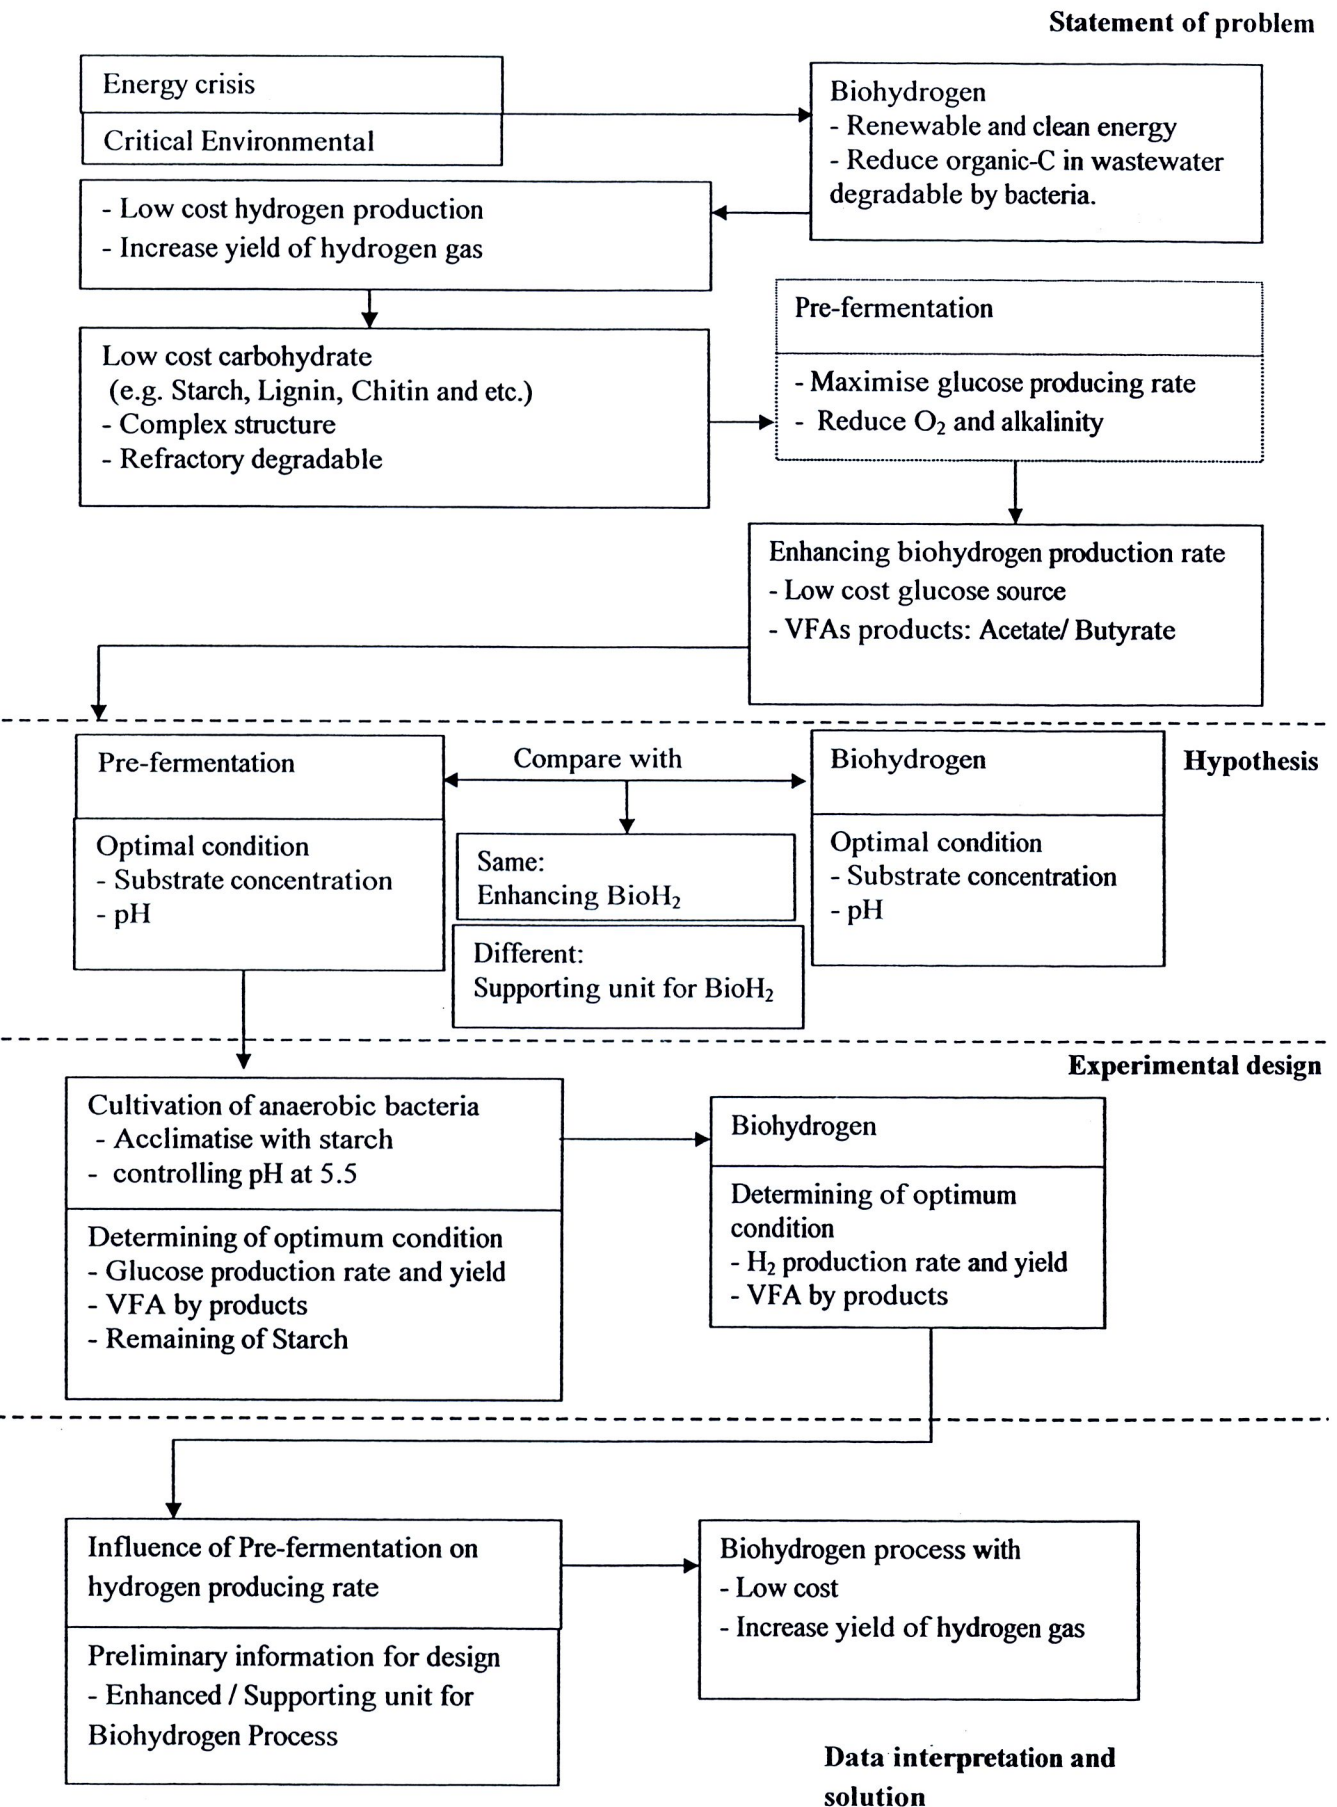 Statement of problem
Energy crisis
Critical Environmental
Biohydrogen
- Renewable and clean energy
- Reduce organic-C in wastewater
degradable by bacteria.
- Low cost hydrogen production
- Increase yield of hydrogen gas
Pre-fermentation
- Maximise glucose producing rate
- Reduce O₂ and alkalinity
Low cost carbohydrate
(e.g. Starch, Lignin, Chitin and etc.)
- Complex structure
- Refractory degradable
Enhancing biohydrogen production rate
- Low cost glucose source
- VFAs products: Acetate/ Butyrate
Hypothesis
Pre-fermentation
Optimal condition
- Substrate concentration
- pH
Compare with
Same:
Enhancing BioH₂
Different:
Supporting unit for BioH₂
Biohydrogen
Optimal condition
- Substrate concentration
- pH
Experimental design
Cultivation of anaerobic bacteria
- Acclimatise with starch
- controlling pH at 5.5
Determining of optimum condition
- Glucose production rate and yield
- VFA by products
- Remaining of Starch
Biohydrogen
Determining of optimum
condition
- H₂ production rate and yield
- VFA by products
Influence of Pre-fermentation on
hydrogen producing rate
Preliminary information for design
- Enhanced / Supporting unit for
Biohydrogen Process
Biohydrogen process with
- Low cost
- Increase yield of hydrogen gas
Data interpretation and
solution